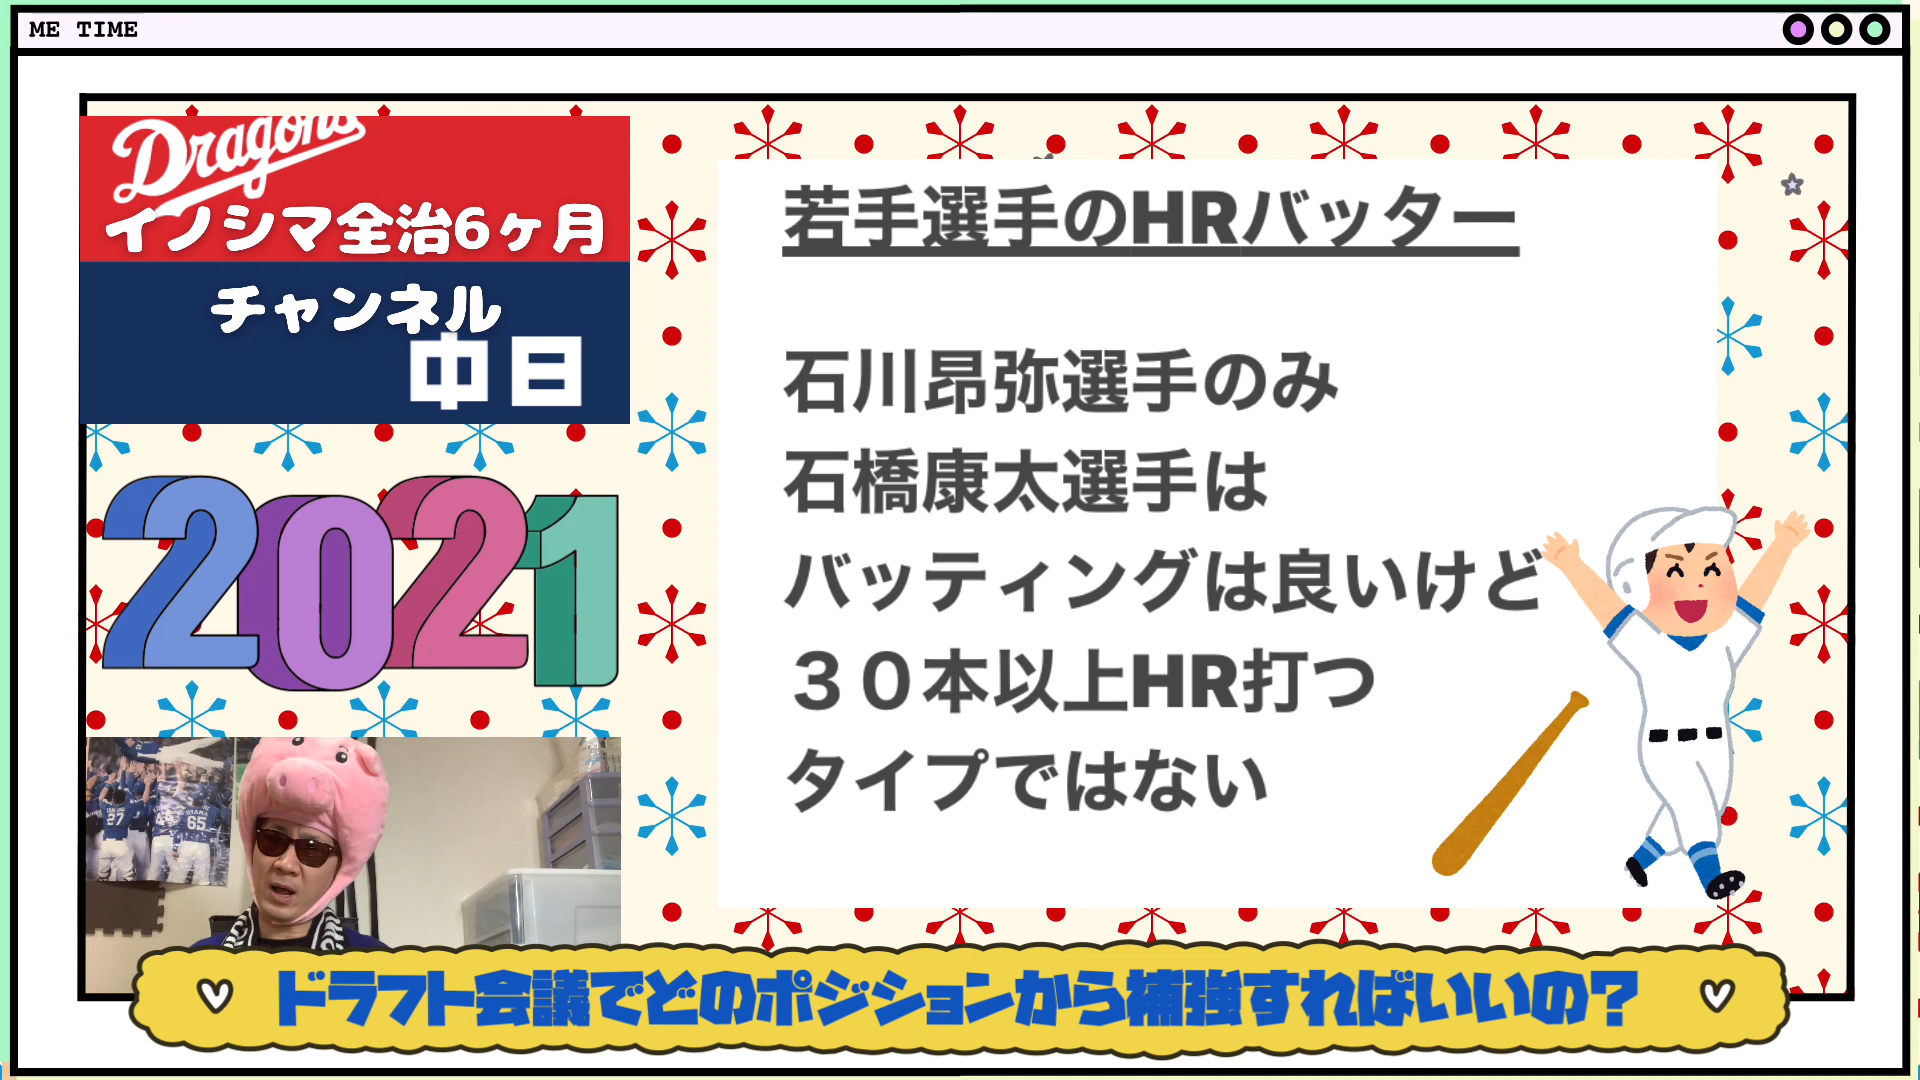 ME TIME
Dragons
イノシマ全治6ヶ月
チャンネル
中日
2021
若手選手のHRバッター
石川昂弥選手のみ
石橋康太選手は
バッティングは良いけど
３０本以上HR打つ
タイプではない
27
65
ドラフト会議でどのポジションから補強すればいいの?